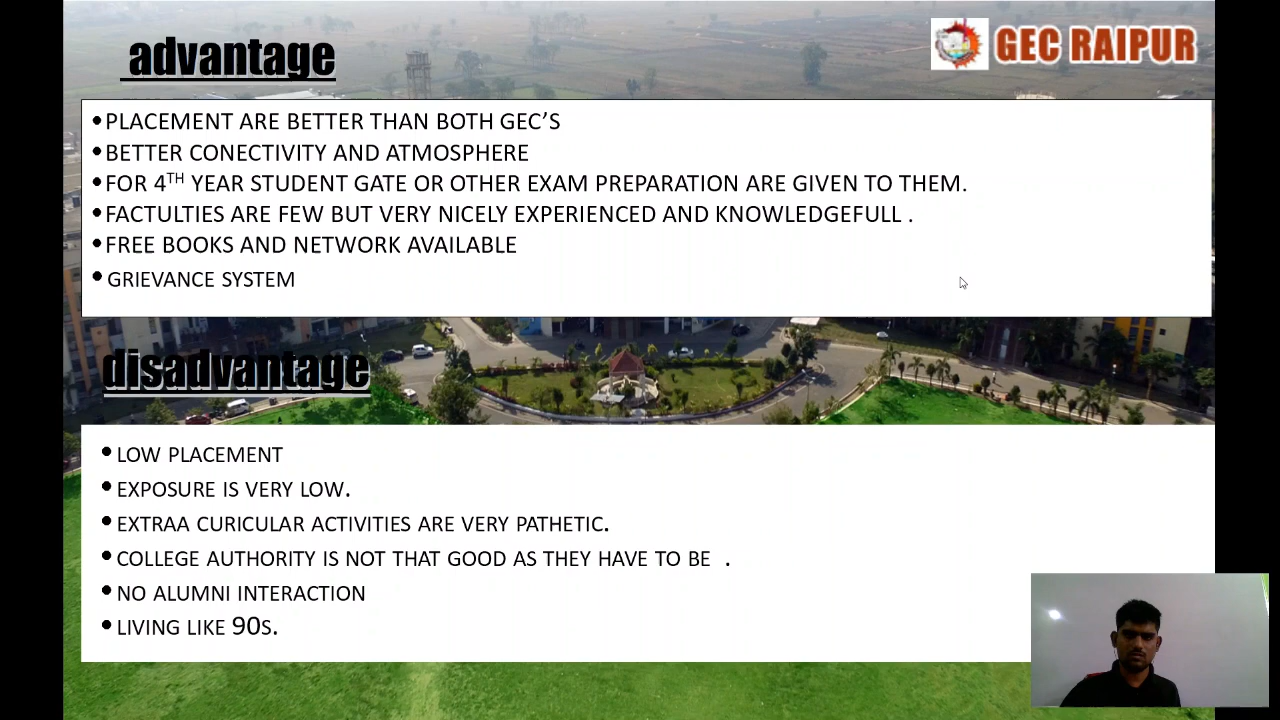 advantage
GEC RAIPUR
•PLACEMENT ARE BETTER THAN BOTH GEC’S
•BETTER CONECTIVITY AND ATMOSPHERE
•FOR 4TH YEAR STUDENT GATE OR OTHER EXAM PREPARATION ARE GIVEN TO THEM.
•FACTULTIES ARE FEW BUT VERY NICELY EXPERIENCED AND KNOWLEDGEFULL .
•FREE BOOKS AND NETWORK AVAILABLE
• GRIEVANCE SYSTEM
disadvantage
•LOW PLACEMENT
•EXPOSURE IS VERY LOW.
•EXTRAA CURICULAR ACTIVITIES ARE VERY PATHETIC.
•COLLEGE AUTHORITY IS NOT THAT GOOD AS THEY HAVE TO BE .
•NO ALUMNI INTERACTION
•LIVING LIKE 90S.